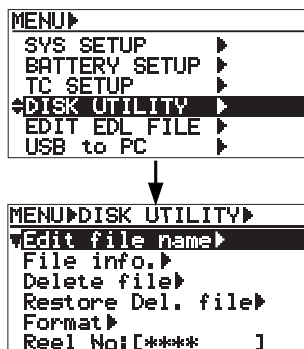 MENU▶
SYS SETUP ▶
BATTERY SETUP ▶
TC SETUP ▶
DISK UTILITY ▶
EDIT EDL FILE ▶
USB to PC ▶
MENU▶DISK UTILITY▶
Edit file name▶
File info.▶
Delete file▶
Restore Del. file▶
Format▶
Reel No:[**** ]